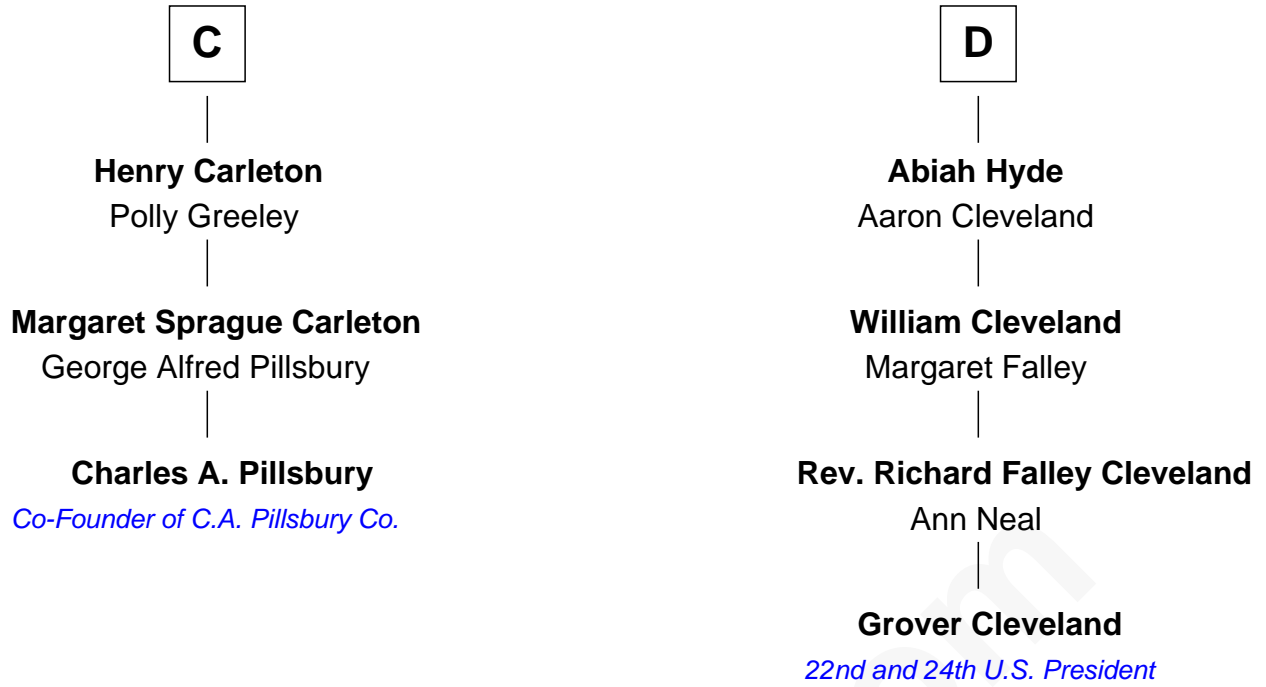 C
Henry Carleton
Polly Greeley
Margaret Sprague Carleton
George Alfred Pillsbury
Charles A. Pillsbury
Co-Founder of C.A. Pillsbury Co.
D
Abiah Hyde
Aaron Cleveland
William Cleveland
Margaret Falley
Rev. Richard Falley Cleveland
Ann Neal
Grover Cleveland
22nd and 24th U.S. President